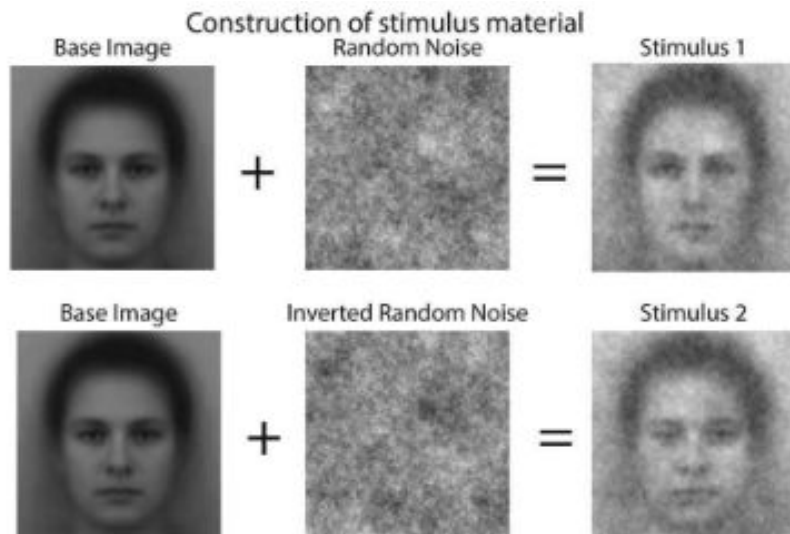 Construction of stimulus material
Base Image
Random Noise
Stimulus 1
+
=
Base Image
Inverted Random Noise
Stimulus 2
+
=